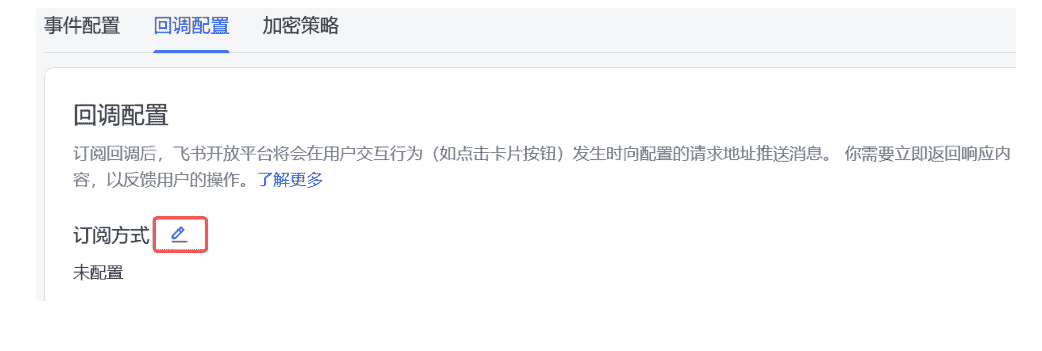 事件配置 回调配置 加密策略
回调配置
订阅回调后，飞书开放平台将会在用户交互行为（如点击卡片按钮）发生时向配置的请求地址推送消息。 你需要立即返回响应内
容，以反馈用户的操作。了解更多
订阅方式
未配置